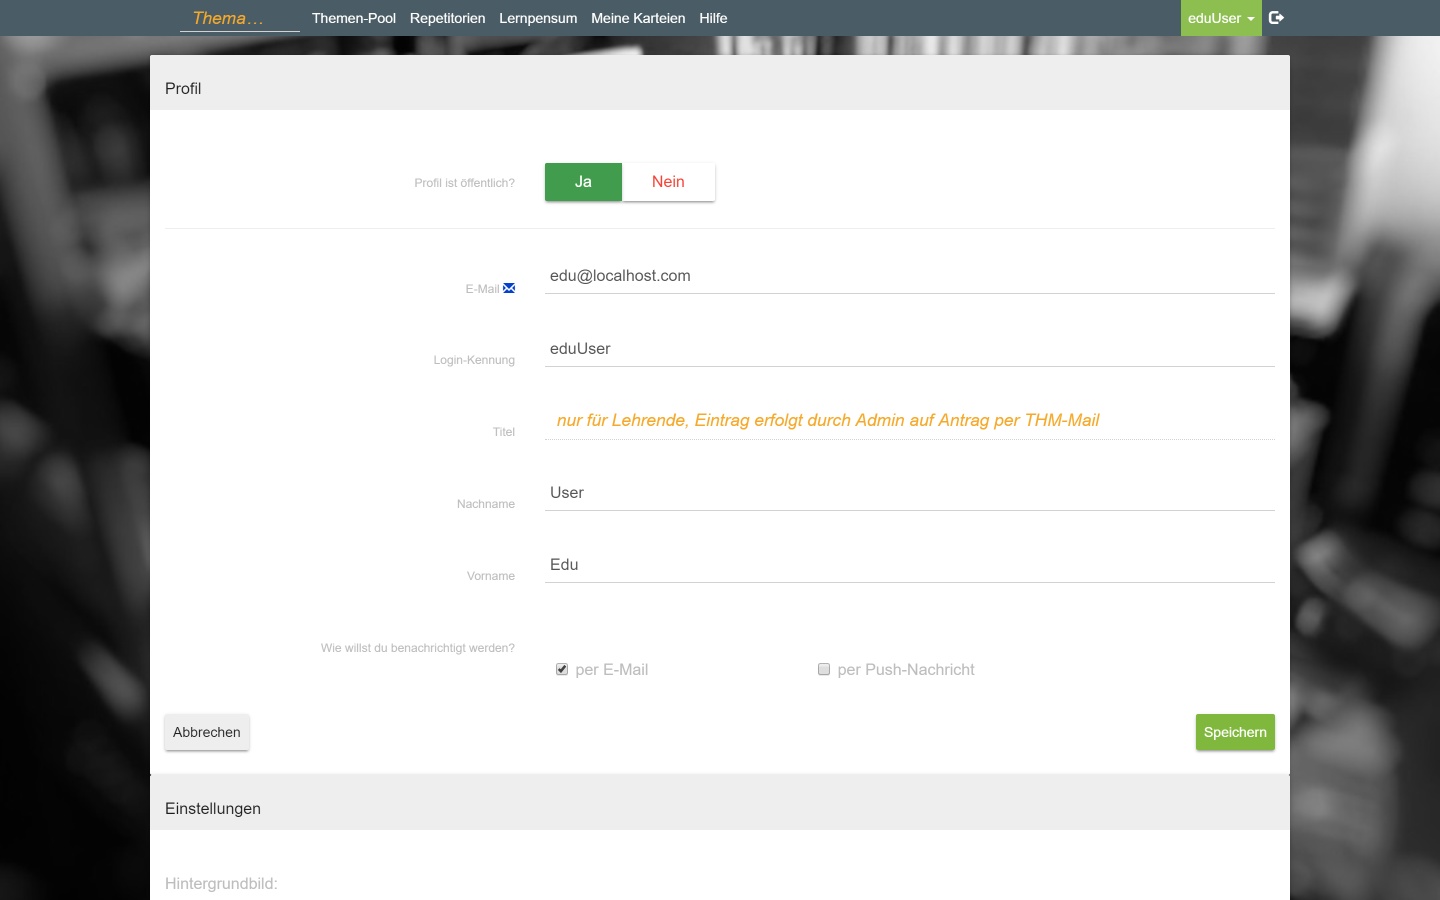 Thema... Themen-Pool Repetitorien Lernpensum Meine Karteien Hilfe eduUser
Profil
Profil ist öffentlich? Ja Nein
E-Mail edu@localhost.com
Login-Kennung eduUser
Titel nur für Lehrende, Eintrag erfolgt durch Admin auf Antrag per THM-Mail
Nachname User
Vorname Edu
Wie willst du benachrichtigt werden?
per E-Mail per Push-Nachricht
Abbrechen Speichern
Einstellungen
Hintergrundbild: